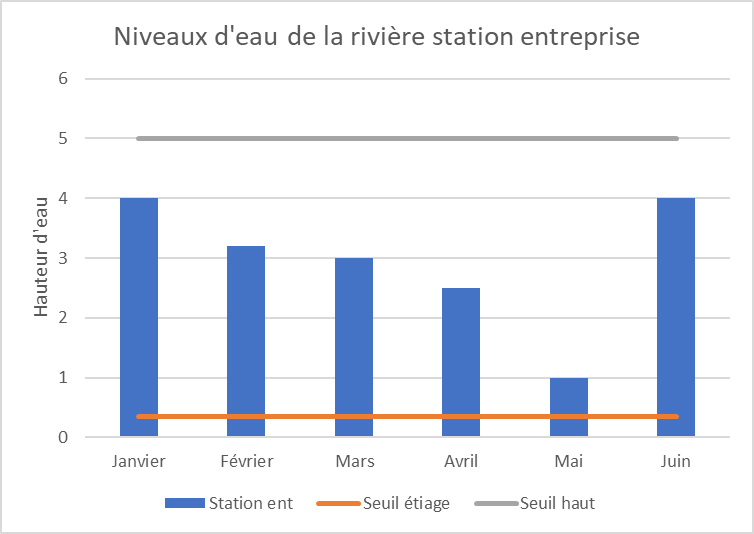 Niveaux d'eau de la rivière station entreprise
6
5
4
3
2
1
0
Hauteur d'eau
Janvier Février Mars Avril Mai Juin
Station ent Seuil étiage Seuil haut